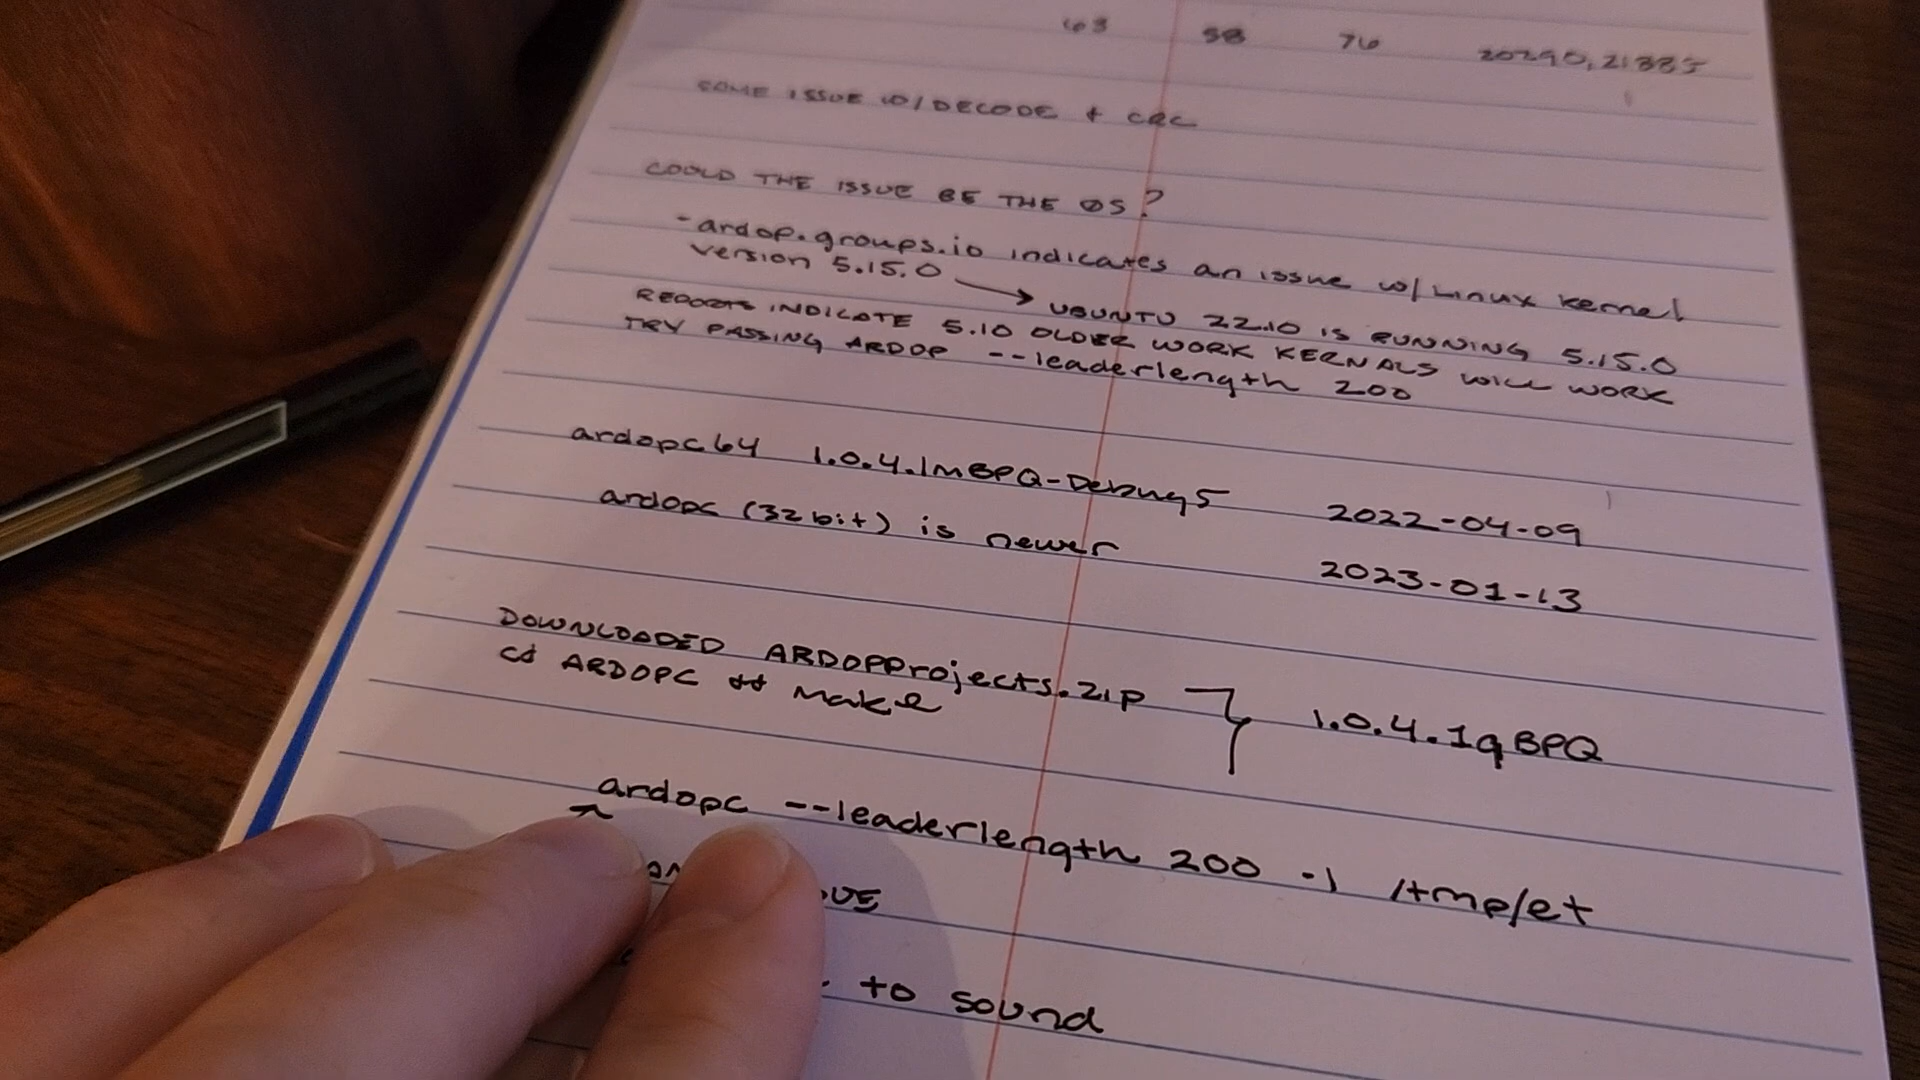 63 58 76 20290, 21335
SOME ISSUE W/DECODE + CRC
COULD THE ISSUE BE THE OS?
- ardop.groups.io indicates an issue w/Linux kernel
version 5.15.0 → UBUNTU 22.10 IS RUNNING 5.15.0
REPORTS INDICATE 5.10 OLDER WORK KERNALS WILL WORK
TRY PASSING ARDOP --leaderlength 200
ardopc64 1.0.4.1mBPQ-Debug5 2022-04-09
ardopc (32 bit) is newer 2023-01-13
DOWNLOADED ARDOPProjects.zip
cd ARDOPC && make } 1.0.4.1qBPQ
ardopc --leaderlength 200 -l /tmp/et
to sound